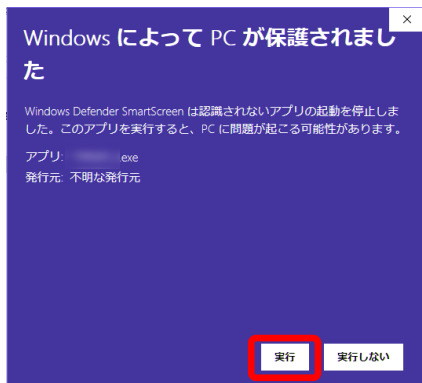 Windows によって PC が保護されまし
た
Windows Defender SmartScreen は認識されないアプリの起動を停止しま
した。このアプリを実行すると、PC に問題が起こる可能性があります。
アプリ: .exe
発行元: 不明な発行元
実行 実行しない